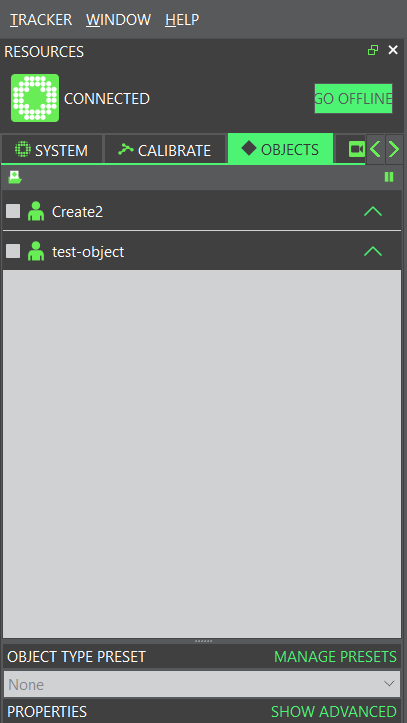 TRACKER WINDOW HELP
RESOURCES
CONNECTED GO OFFLINE
SYSTEM CALIBRATE OBJECTS
Create2
test-object
OBJECT TYPE PRESET MANAGE PRESETS
None
PROPERTIES SHOW ADVANCED